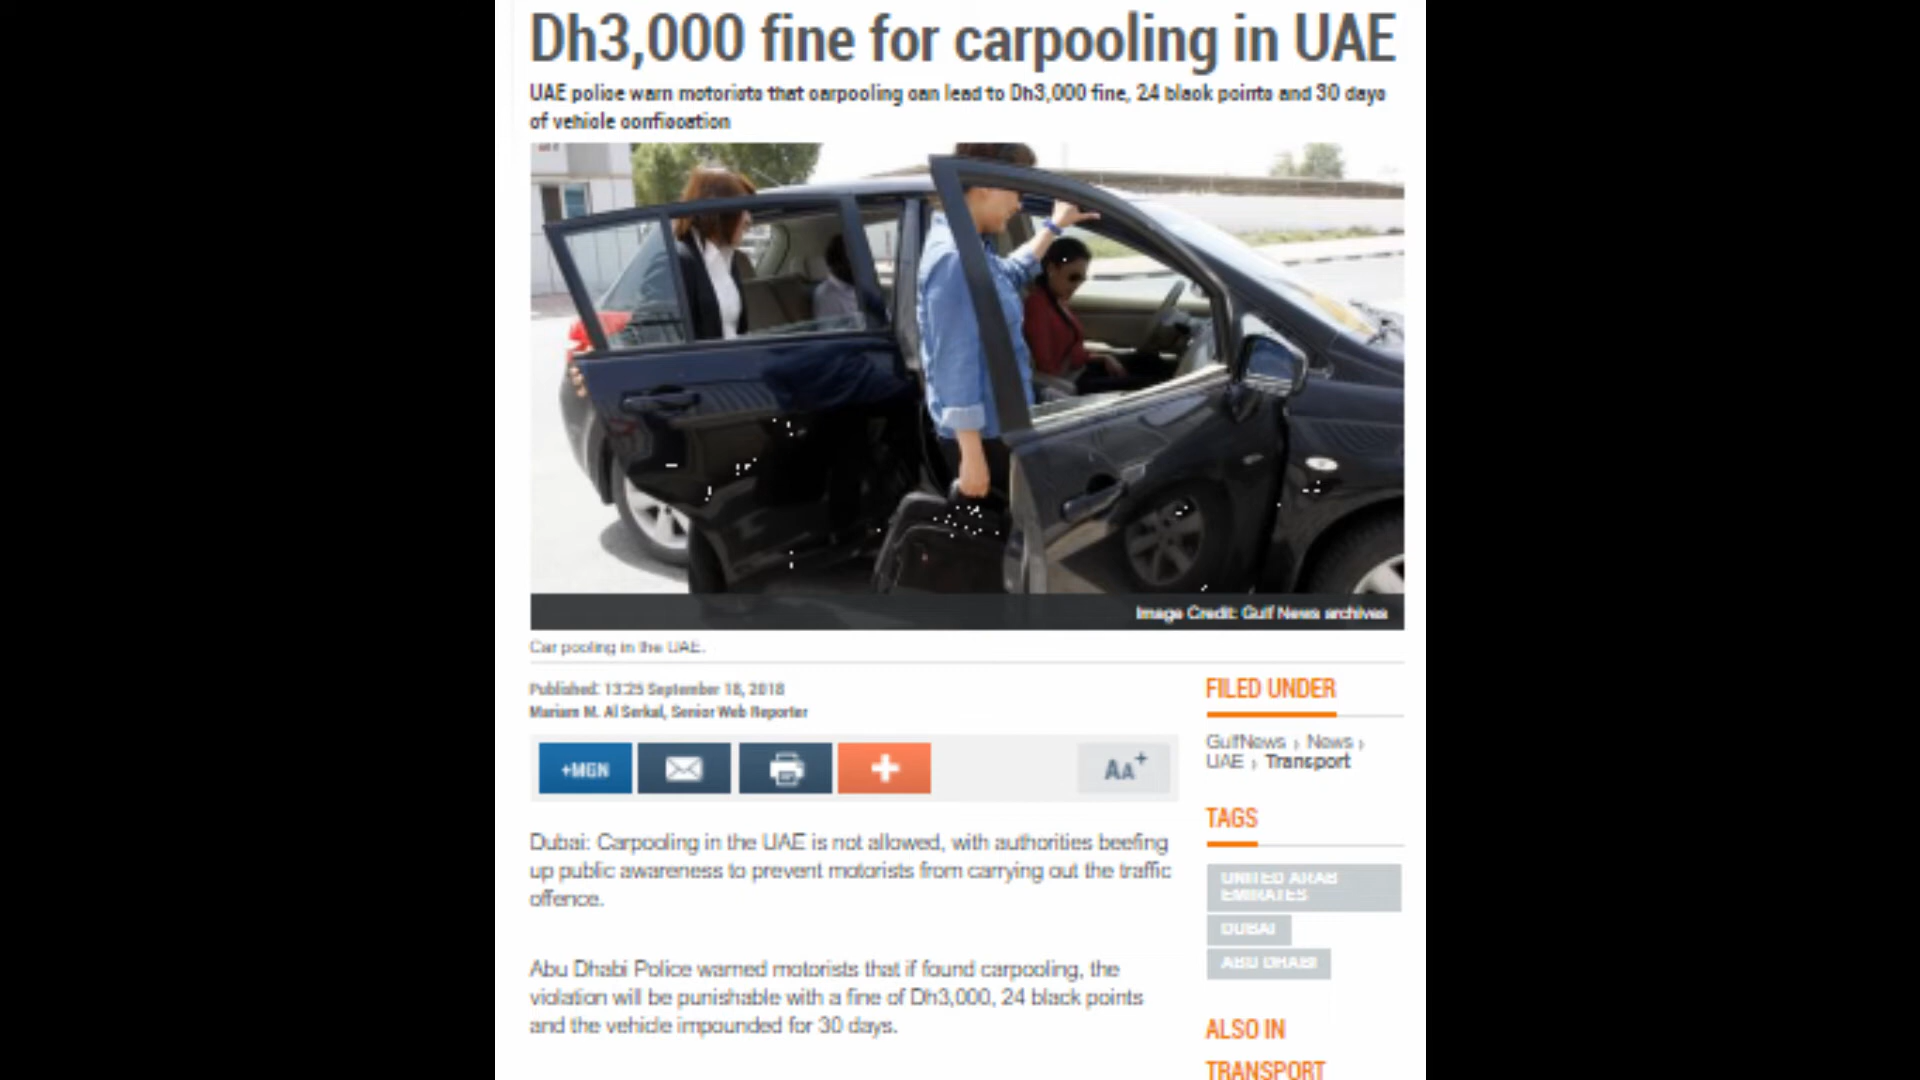 Dh3,000 fine for carpooling in UAE
UAE police warn motorists that carpooling can lead to Dh3,000 fine, 24 black points and 30 days
of vehicle confiscation
Image Credit: Gulf News archives
Car pooling in the UAE.
Published: 13:25 September 18, 2018
Mariam M. Al Serkal, Senior Web Reporter
+MGN
AA+
Dubai: Carpooling in the UAE is not allowed, with authorities beefing
up public awareness to prevent motorists from carrying out the traffic
offence.
Abu Dhabi Police warned motorists that if found carpooling, the
violation will be punishable with a fine of Dh3,000, 24 black points
and the vehicle impounded for 30 days.
FILED UNDER
GulfNews › News ›
UAE › Transport
TAGS
UNITED ARAB
EMIRATES
DUBAI
ABU DHABI
ALSO IN
TRANSPORT